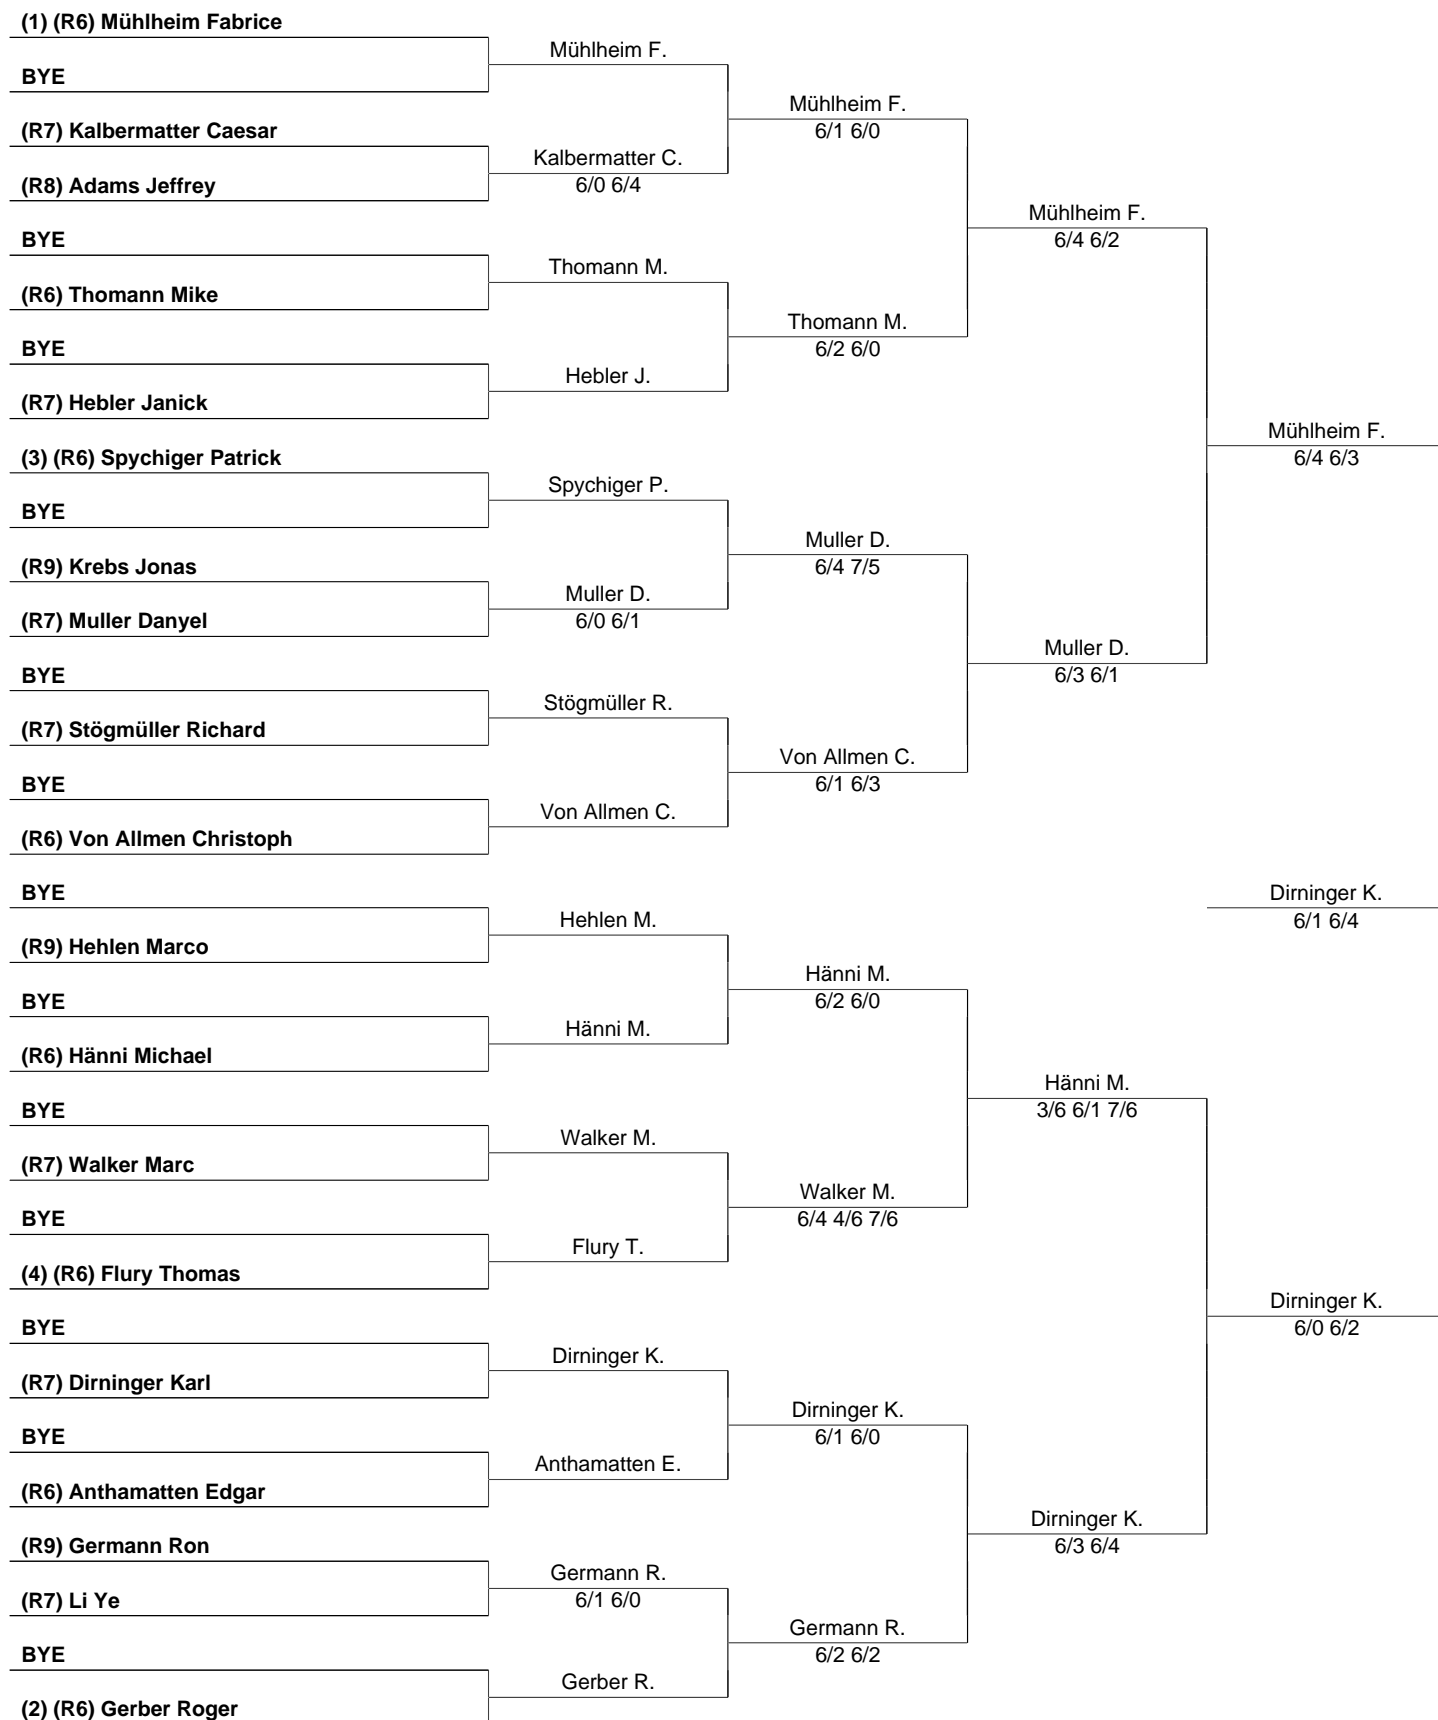 (1) (R6) Mühlheim Fabrice
BYE
(R7) Kalbermatter Caesar
(R8) Adams Jeffrey
BYE
(R6) Thomann Mike
BYE
(R7) Hebler Janick
(3) (R6) Spychiger Patrick
BYE
(R9) Krebs Jonas
(R7) Muller Danyel
BYE
(R7) Stögmüller Richard
BYE
(R6) Von Allmen Christoph
BYE
(R9) Hehlen Marco
BYE
(R6) Hänni Michael
BYE
(R7) Walker Marc
BYE
(4) (R6) Flury Thomas
BYE
(R7) Dirninger Karl
BYE
(R6) Anthamatten Edgar
(R9) Germann Ron
(R7) Li Ye
BYE
(2) (R6) Gerber Roger
Mühlheim F.
Kalbermatter C.
6/0 6/4
Thomann M.
Hebler J.
Spychiger P.
Muller D.
6/0 6/1
Stögmüller R.
Von Allmen C.
Hehlen M.
Hänni M.
Walker M.
Flury T.
Dirninger K.
Anthamatten E.
Germann R.
6/1 6/0
Gerber R.
Mühlheim F.
6/1 6/0
Thomann M.
6/2 6/0
Muller D.
6/4 7/5
Von Allmen C.
6/1 6/3
Hänni M.
6/2 6/0
Walker M.
6/4 4/6 7/6
Dirninger K.
6/1 6/0
Germann R.
6/2 6/2
Mühlheim F.
6/4 6/2
Muller D.
6/3 6/1
Hänni M.
3/6 6/1 7/6
Dirninger K.
6/3 6/4
Mühlheim F.
6/4 6/3
Dirninger K.
6/1 6/4
Dirninger K.
6/0 6/2